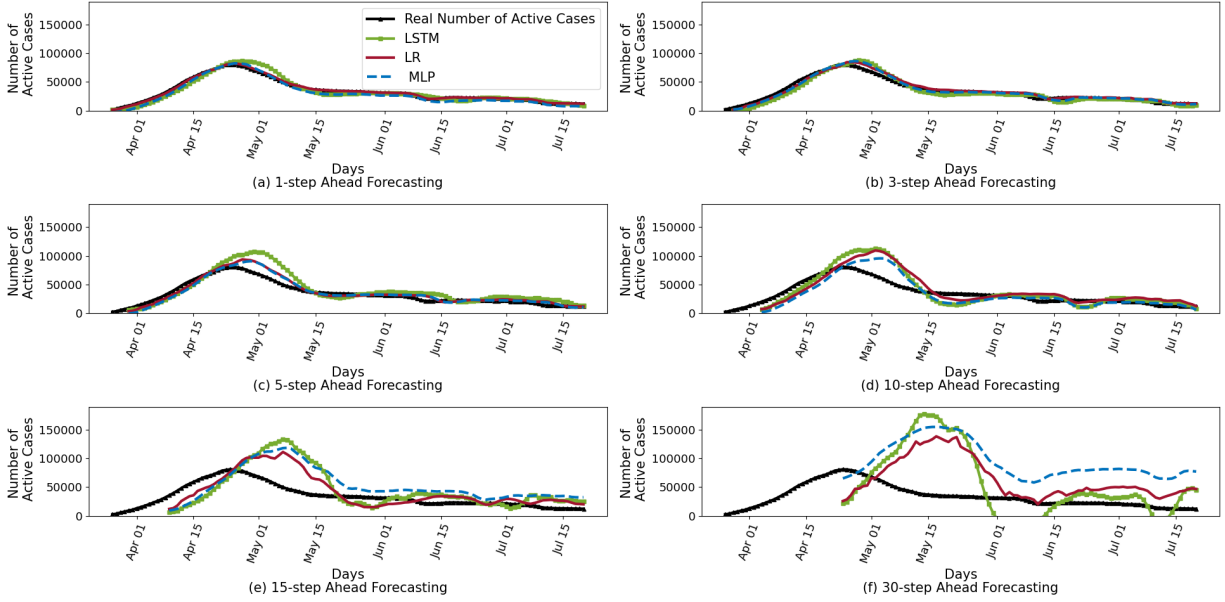 Number of
Active Cases
150000
100000
50000
0
Real Number of Active Cases
LSTM
LR
MLP
Apr 01
Apr 15
May 01
May 15
Jun 01
Jun 15
Jul 01
Jul 15
Days
(a) 1-step Ahead Forecasting
Number of
Active Cases
150000
100000
50000
0
Apr 01
Apr 15
May 01
May 15
Jun 01
Jun 15
Jul 01
Jul 15
Days
(b) 3-step Ahead Forecasting
Number of
Active Cases
150000
100000
50000
0
Apr 01
Apr 15
May 01
May 15
Jun 01
Jun 15
Jul 01
Jul 15
Days
(c) 5-step Ahead Forecasting
Number of
Active Cases
150000
100000
50000
0
Apr 01
Apr 15
May 01
May 15
Jun 01
Jun 15
Jul 01
Jul 15
Days
(d) 10-step Ahead Forecasting
Number of
Active Cases
150000
100000
50000
0
Apr 01
Apr 15
May 01
May 15
Jun 01
Jun 15
Jul 01
Jul 15
Days
(e) 15-step Ahead Forecasting
Number of
Active Cases
150000
100000
50000
0
Apr 01
Apr 15
May 01
May 15
Jun 01
Jun 15
Jul 01
Jul 15
Days
(f) 30-step Ahead Forecasting